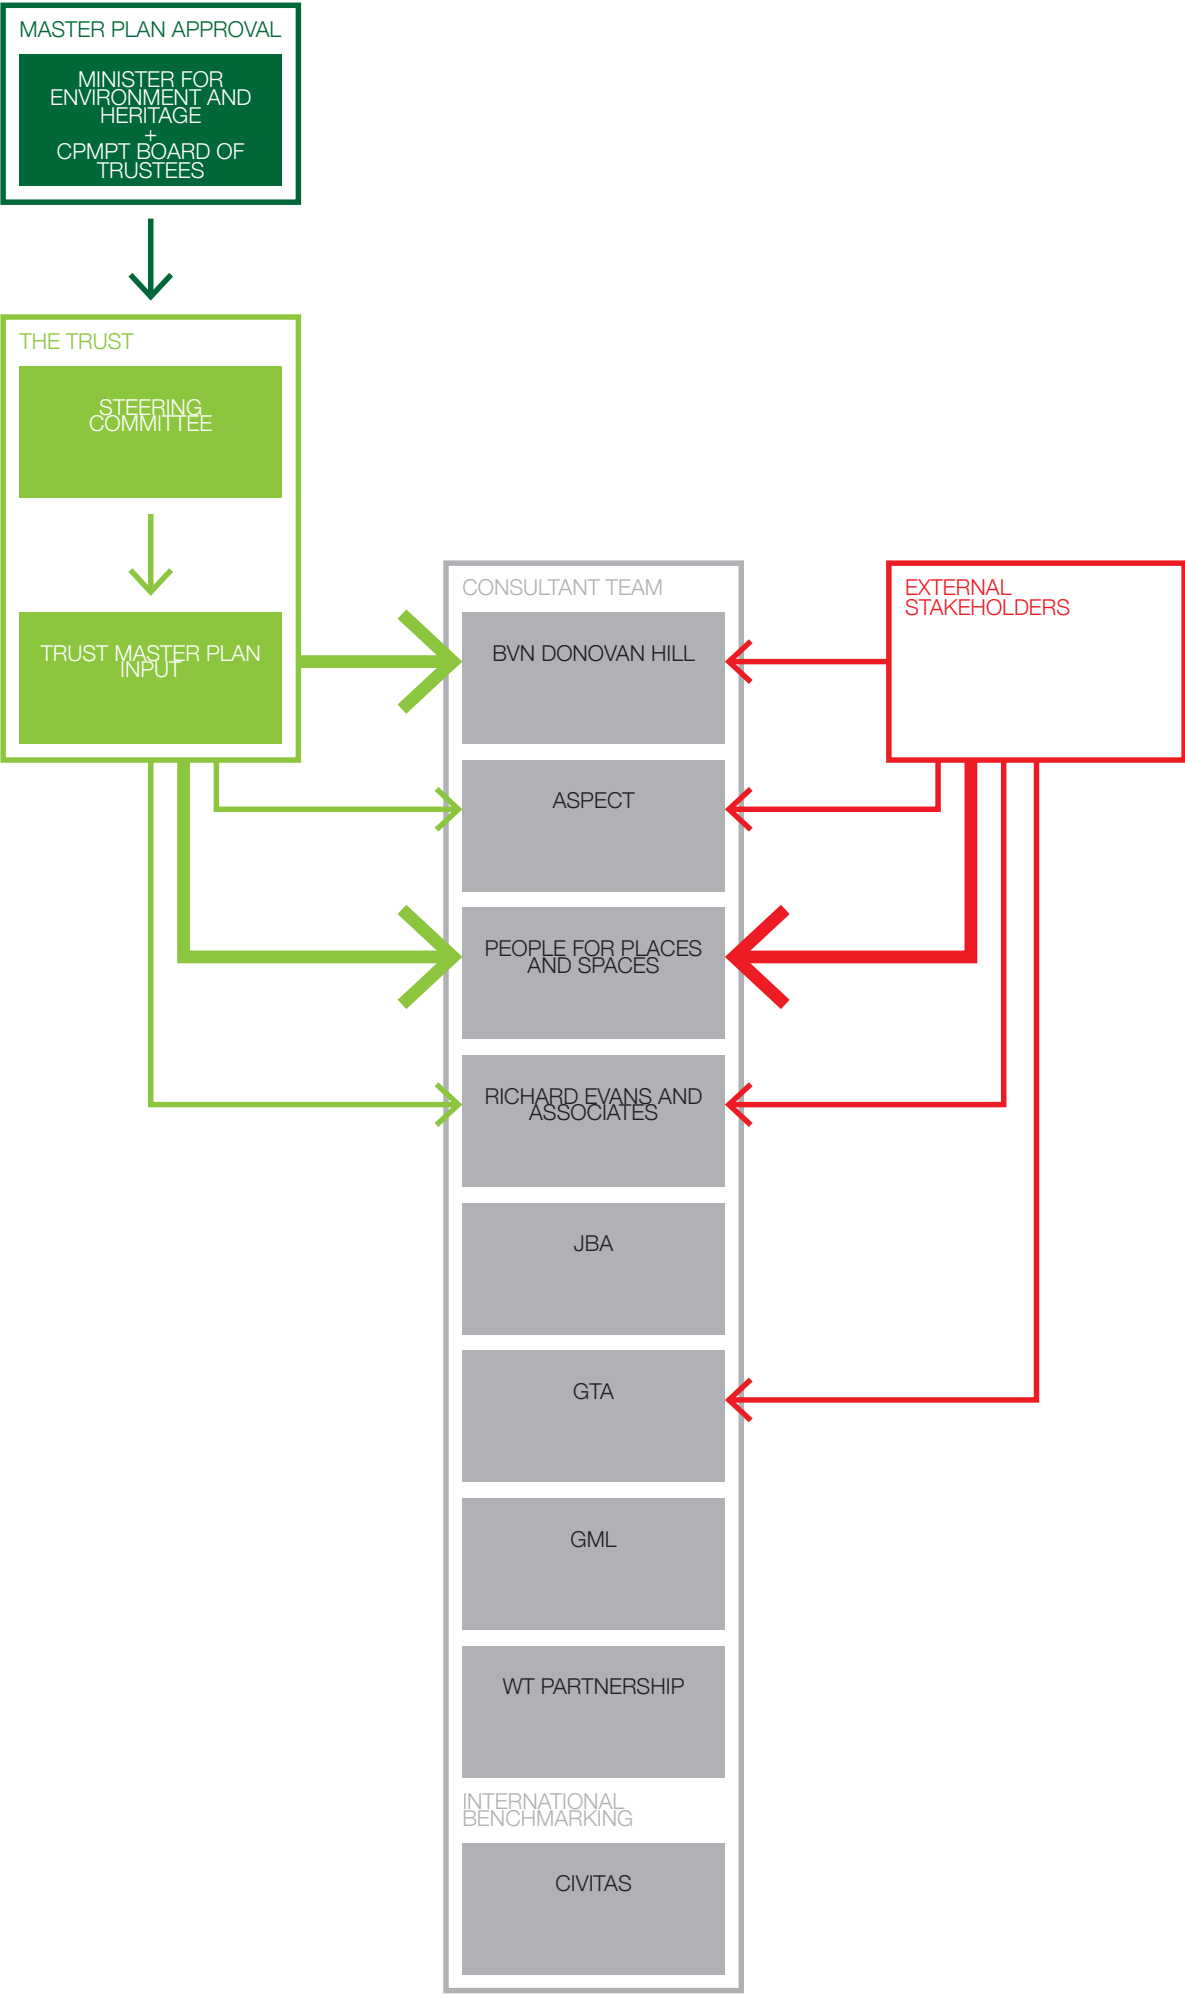 MASTER PLAN APPROVAL
MINISTER FOR
ENVIRONMENT AND
HERITAGE
+
CPMPT BOARD OF
TRUSTEES
THE TRUST
STEERING
COMMITTEE
TRUST MASTER PLAN
INPUT
CONSULTANT TEAM
BVN DONOVAN HILL
ASPECT
PEOPLE FOR PLACES
AND SPACES
RICHARD EVANS AND
ASSOCIATES
JBA
GTA
GML
WT PARTNERSHIP
INTERNATIONAL
BENCHMARKING
CIVITAS
EXTERNAL
STAKEHOLDERS